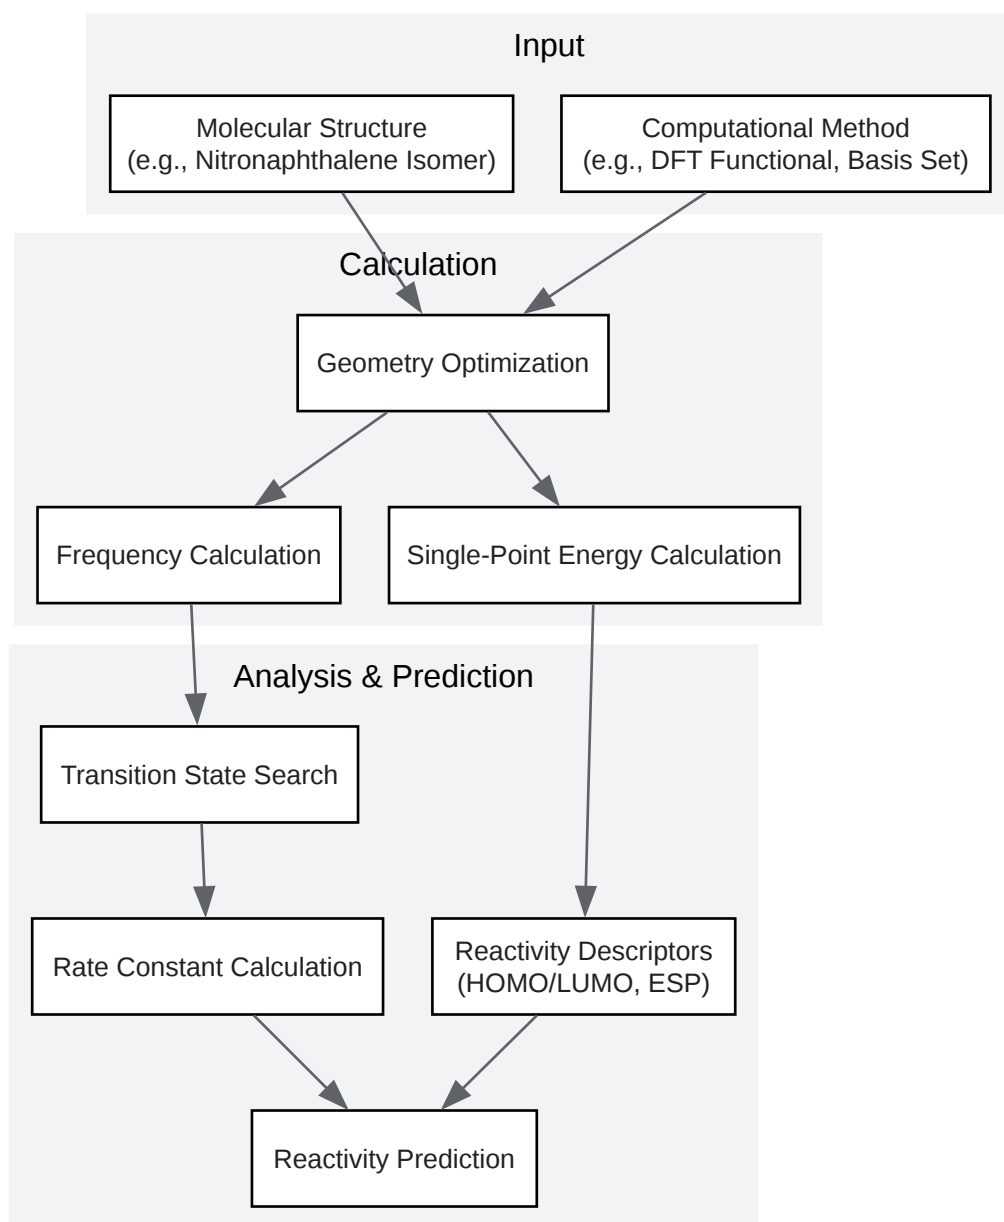 Input
Molecular Structure
(e.g., Nitronaphthalene Isomer)
Computational Method
(e.g., DFT Functional, Basis Set)
Calculation
Geometry Optimization
Frequency Calculation
Single-Point Energy Calculation
Analysis & Prediction
Transition State Search
Rate Constant Calculation
Reactivity Descriptors
(HOMO/LUMO, ESP)
Reactivity Prediction